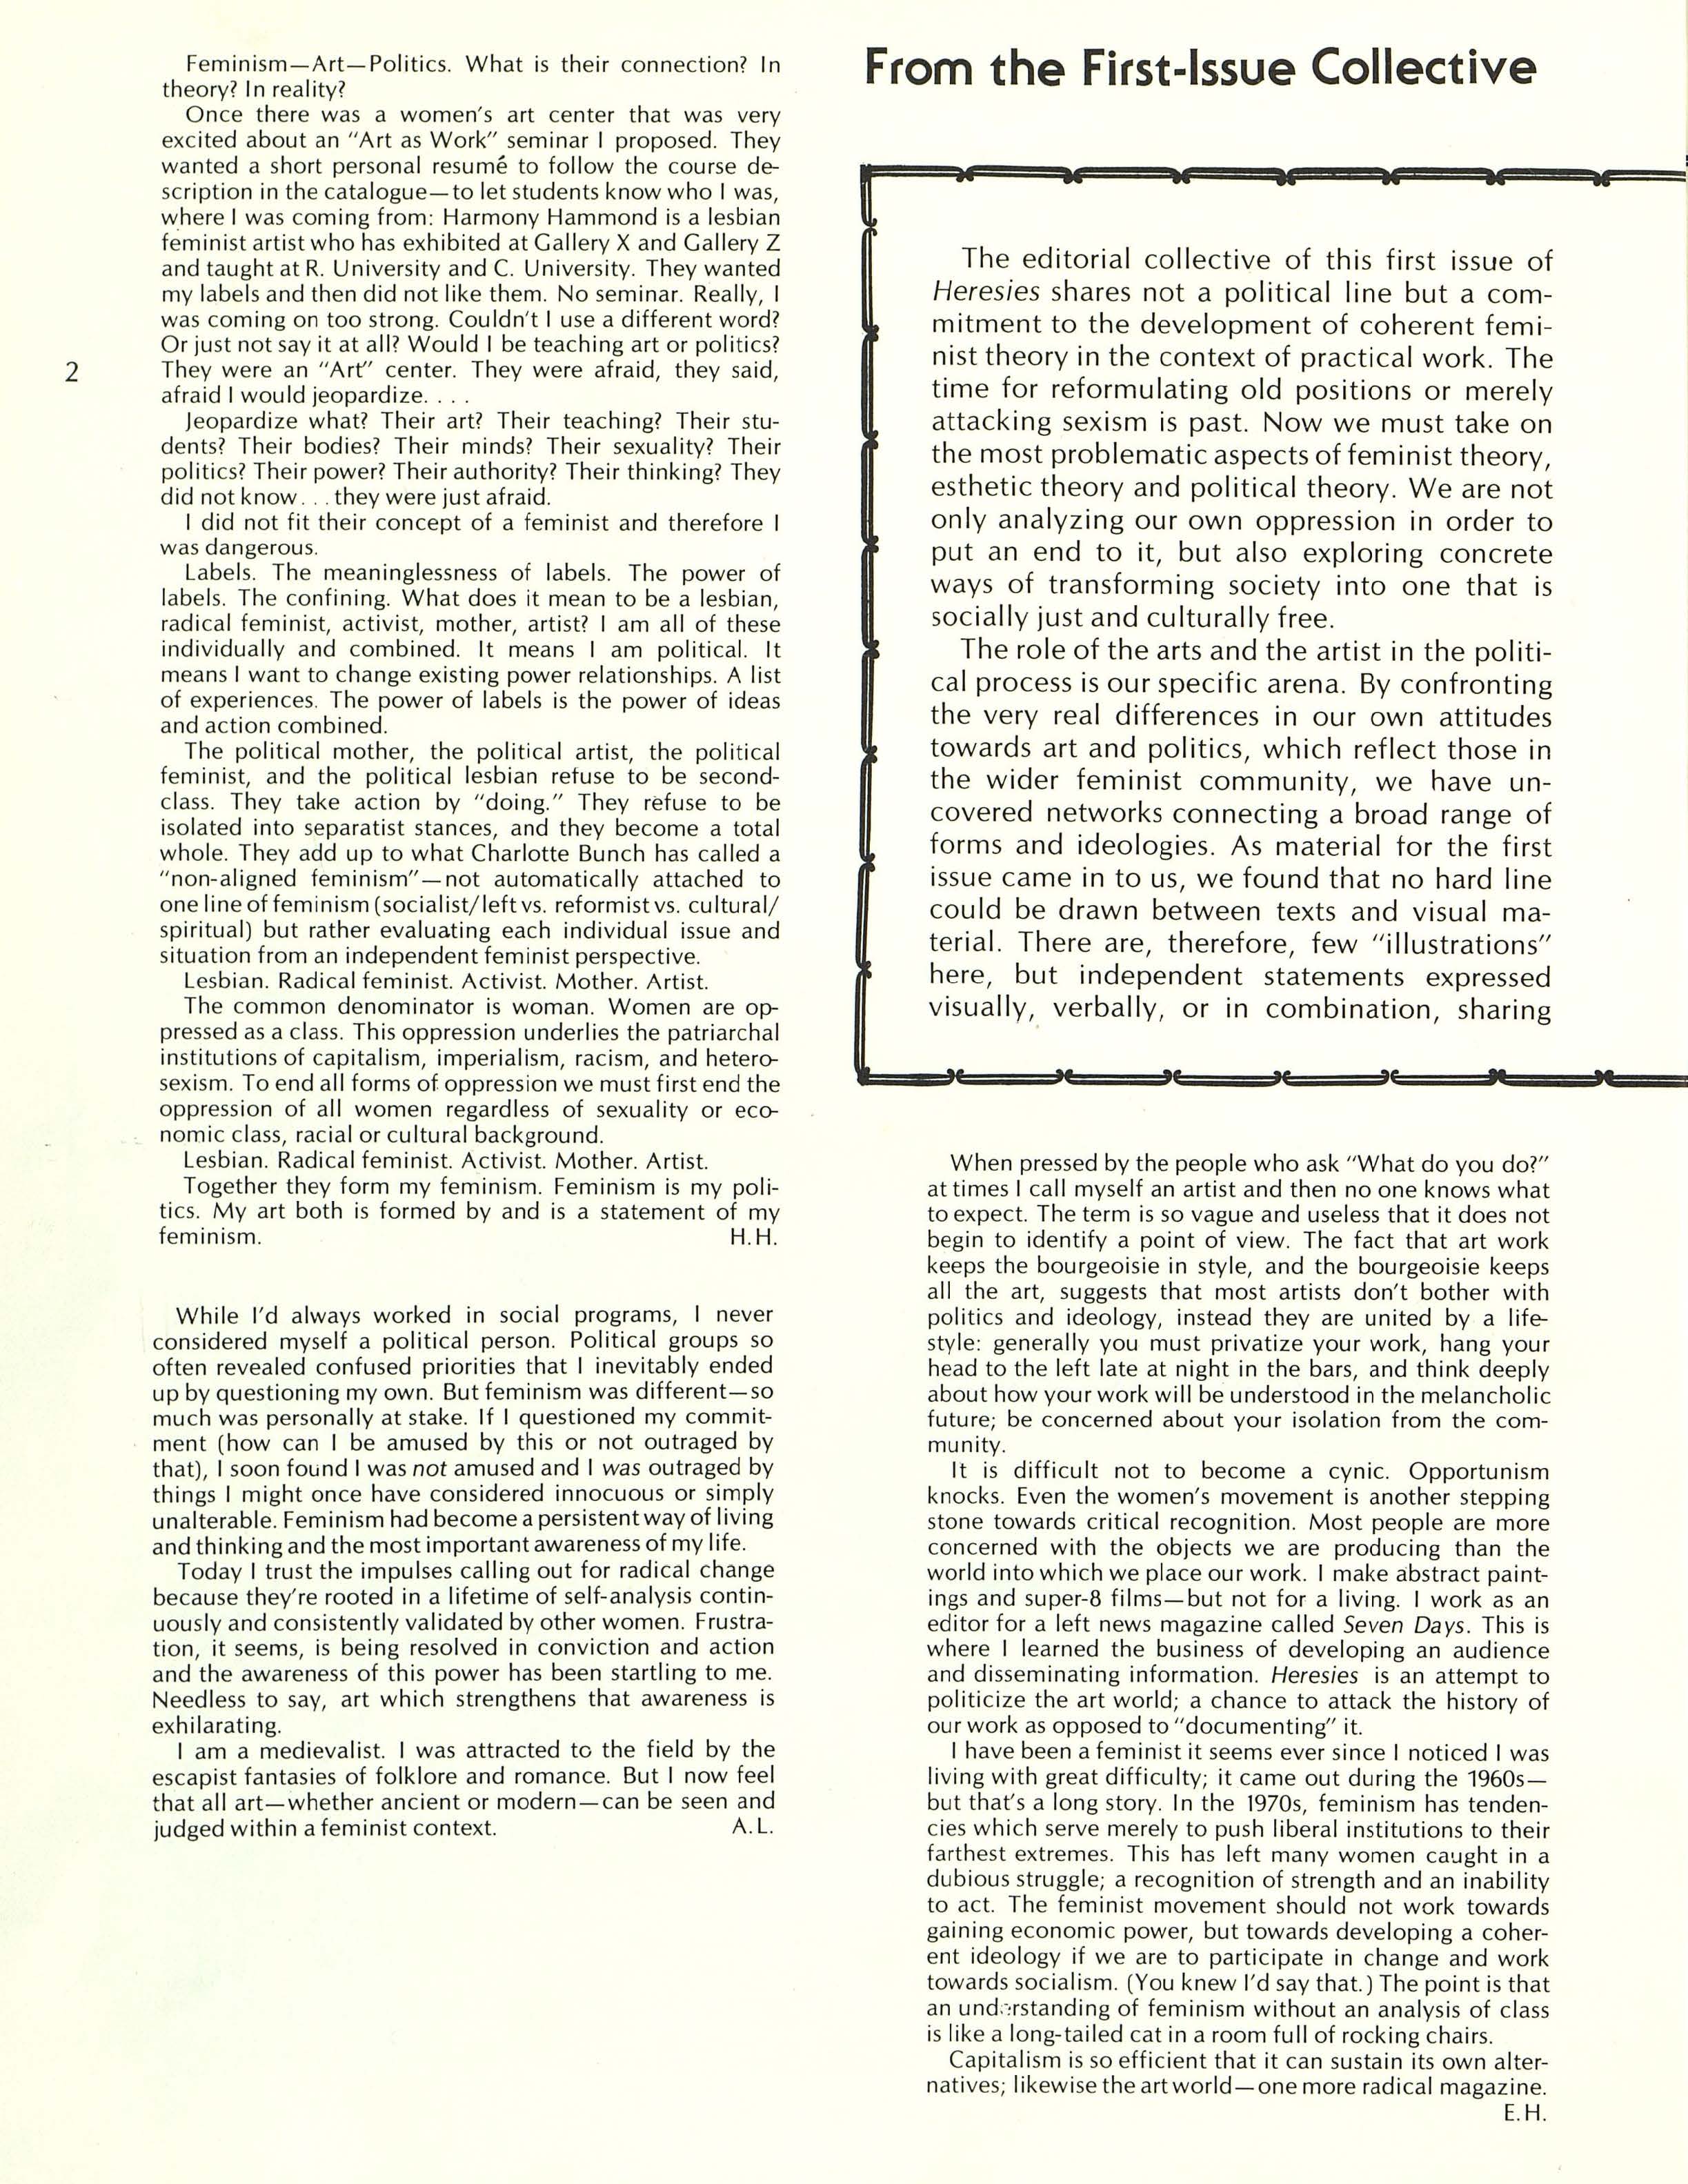 Feminism—Art—Politics. What is their connection? In
theory? In reality?
Once there was a women's art center that was very
excited about an "Art as Work" seminar I proposed. They
wanted a short personal resumé to follow the course de-
scription in the catalogue—to let students know who I was,
where I was coming from: Harmony Hammond is a lesbian
feminist artist who has exhibited at Gallery X and Gallery Z
and taught at R. University and C. University. They wanted
my labels and then did not like them. No seminar. Really, I
was coming on too strong. Couldn't I use a different word?
Or just not say it at all? Would I be teaching art or politics?
They were an "Art" center. They were afraid, they said,
afraid I would jeopardize. . . .
Jeopardize what? Their art? Their teaching? Their stu-
dents? Their bodies? Their minds? Their sexuality? Their
politics? Their power? Their authority? Their thinking? They
did not know. . . they were just afraid.
I did not fit their concept of a feminist and therefore I
was dangerous.
Labels. The meaninglessness of labels. The power of
labels. The confining. What does it mean to be a lesbian,
radical feminist, activist, mother, artist? I am all of these
individually and combined. It means I am political. It
means I want to change existing power relationships. A list
of experiences. The power of labels is the power of ideas
and action combined.
The political mother, the political artist, the political
feminist, and the political lesbian refuse to be second-
class. They take action by "doing." They refuse to be
isolated into separatist stances, and they become a total
whole. They add up to what Charlotte Bunch has called a
"non-aligned feminism"—not automatically attached to
one line of feminism (socialist/left vs. reformist vs. cultural/
spiritual) but rather evaluating each individual issue and
situation from an independent feminist perspective.
Lesbian. Radical feminist. Activist. Mother. Artist.
The common denominator is woman. Women are op-
pressed as a class. This oppression underlies the patriarchal
institutions of capitalism, imperialism, racism, and hetero-
sexism. To end all forms of oppression we must first end the
oppression of all women regardless of sexuality or eco-
nomic class, racial or cultural background.
Lesbian. Radical feminist. Activist. Mother. Artist.
Together they form my feminism. Feminism is my poli-
tics. My art both is formed by and is a statement of my
feminism. H.H.
While I'd always worked in social programs, I never
considered myself a political person. Political groups so
often revealed confused priorities that I inevitably ended
up by questioning my own. But feminism was different—so
much was personally at stake. If I questioned my commit-
ment (how can I be amused by this or not outraged by
that), I soon found I was not amused and I was outraged by
things I might once have considered innocuous or simply
unalterable. Feminism had become a persistent way of living
and thinking and the most important awareness of my life.
Today I trust the impulses calling out for radical change
because they're rooted in a lifetime of self-analysis contin-
uously and consistently validated by other women. Frustra-
tion, it seems, is being resolved in conviction and action
and the awareness of this power has been startling to me.
Needless to say, art which strengthens that awareness is
exhilarating.
I am a medievalist. I was attracted to the field by the
escapist fantasies of folklore and romance. But I now feel
that all art—whether ancient or modern—can be seen and
judged within a feminist context. A.L.
2
From the First-Issue Collective
The editorial collective of this first issue of
Heresies shares not a political line but a com-
mitment to the development of coherent femi-
nist theory in the context of practical work. The
time for reformulating old positions or merely
attacking sexism is past. Now we must take on
the most problematic aspects of feminist theory,
esthetic theory and political theory. We are not
only analyzing our own oppression in order to
put an end to it, but also exploring concrete
ways of transforming society into one that is
socially just and culturally free.
The role of the arts and the artist in the politi-
cal process is our specific arena. By confronting
the very real differences in our own attitudes
towards art and politics, which reflect those in
the wider feminist community, we have un-
covered networks connecting a broad range of
forms and ideologies. As material for the first
issue came in to us, we found that no hard line
could be drawn between texts and visual ma-
terial. There are, therefore, few "illustrations"
here, but independent statements expressed
visually, verbally, or in combination, sharing
When pressed by the people who ask "What do you do?"
at times I call myself an artist and then no one knows what
to expect. The term is so vague and useless that it does not
begin to identify a point of view. The fact that art work
keeps the bourgeoisie in style, and the bourgeoisie keeps
all the art, suggests that most artists don't bother with
politics and ideology, instead they are united by a life-
style: generally you must privatize your work, hang your
head to the left late at night in the bars, and think deeply
about how your work will be understood in the melancholic
future; be concerned about your isolation from the com-
munity.
It is difficult not to become a cynic. Opportunism
knocks. Even the women's movement is another stepping
stone towards critical recognition. Most people are more
concerned with the objects we are producing than the
world into which we place our work. I make abstract paint-
ings and super-8 films—but not for a living. I work as an
editor for a left news magazine called Seven Days. This is
where I learned the business of developing an audience
and disseminating information. Heresies is an attempt to
politicize the art world; a chance to attack the history of
our work as opposed to "documenting" it.
I have been a feminist it seems ever since I noticed I was
living with great difficulty; it came out during the 1960s—
but that's a long story. In the 1970s, feminism has tenden-
cies which serve merely to push liberal institutions to their
farthest extremes. This has left many women caught in a
dubious struggle; a recognition of strength and an inability
to act. The feminist movement should not work towards
gaining economic power, but towards developing a coher-
ent ideology if we are to participate in change and work
towards socialism. (You knew I'd say that.) The point is that
an understanding of feminism without an analysis of class
is like a long-tailed cat in a room full of rocking chairs.
Capitalism is so efficient that it can sustain its own alter-
natives; likewise the art world—one more radical magazine.
E.H.